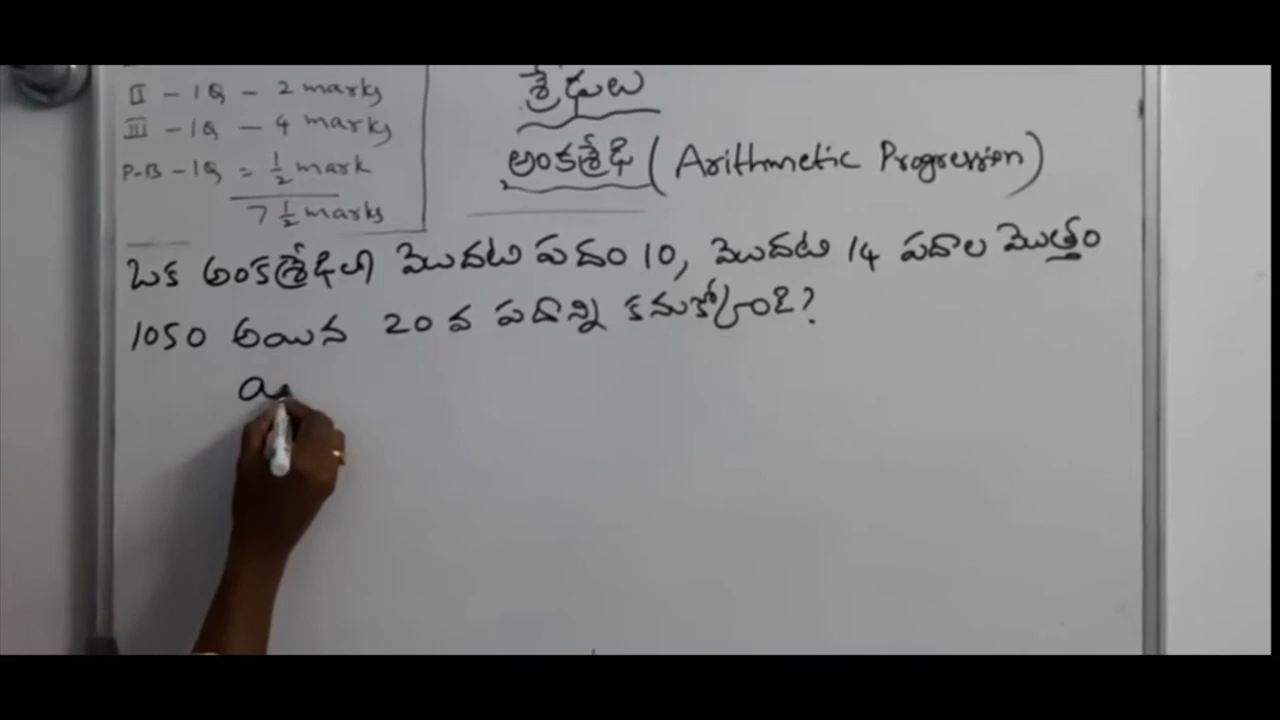 II - 1Q - 2 marks
III - 1Q - 4 marks
P-B - 1Q = 1/2 mark
7 1/2 marks
శ్రేఢులు
అంకశ్రేఢి (Arithmetic Progression)
ఒక అంకశ్రేఢిలో మొదటి పదం 10, మొదటి 14 పదాల మొత్తం
1050 అయిన 20 వ పదాన్ని కనుక్కోండి?
a